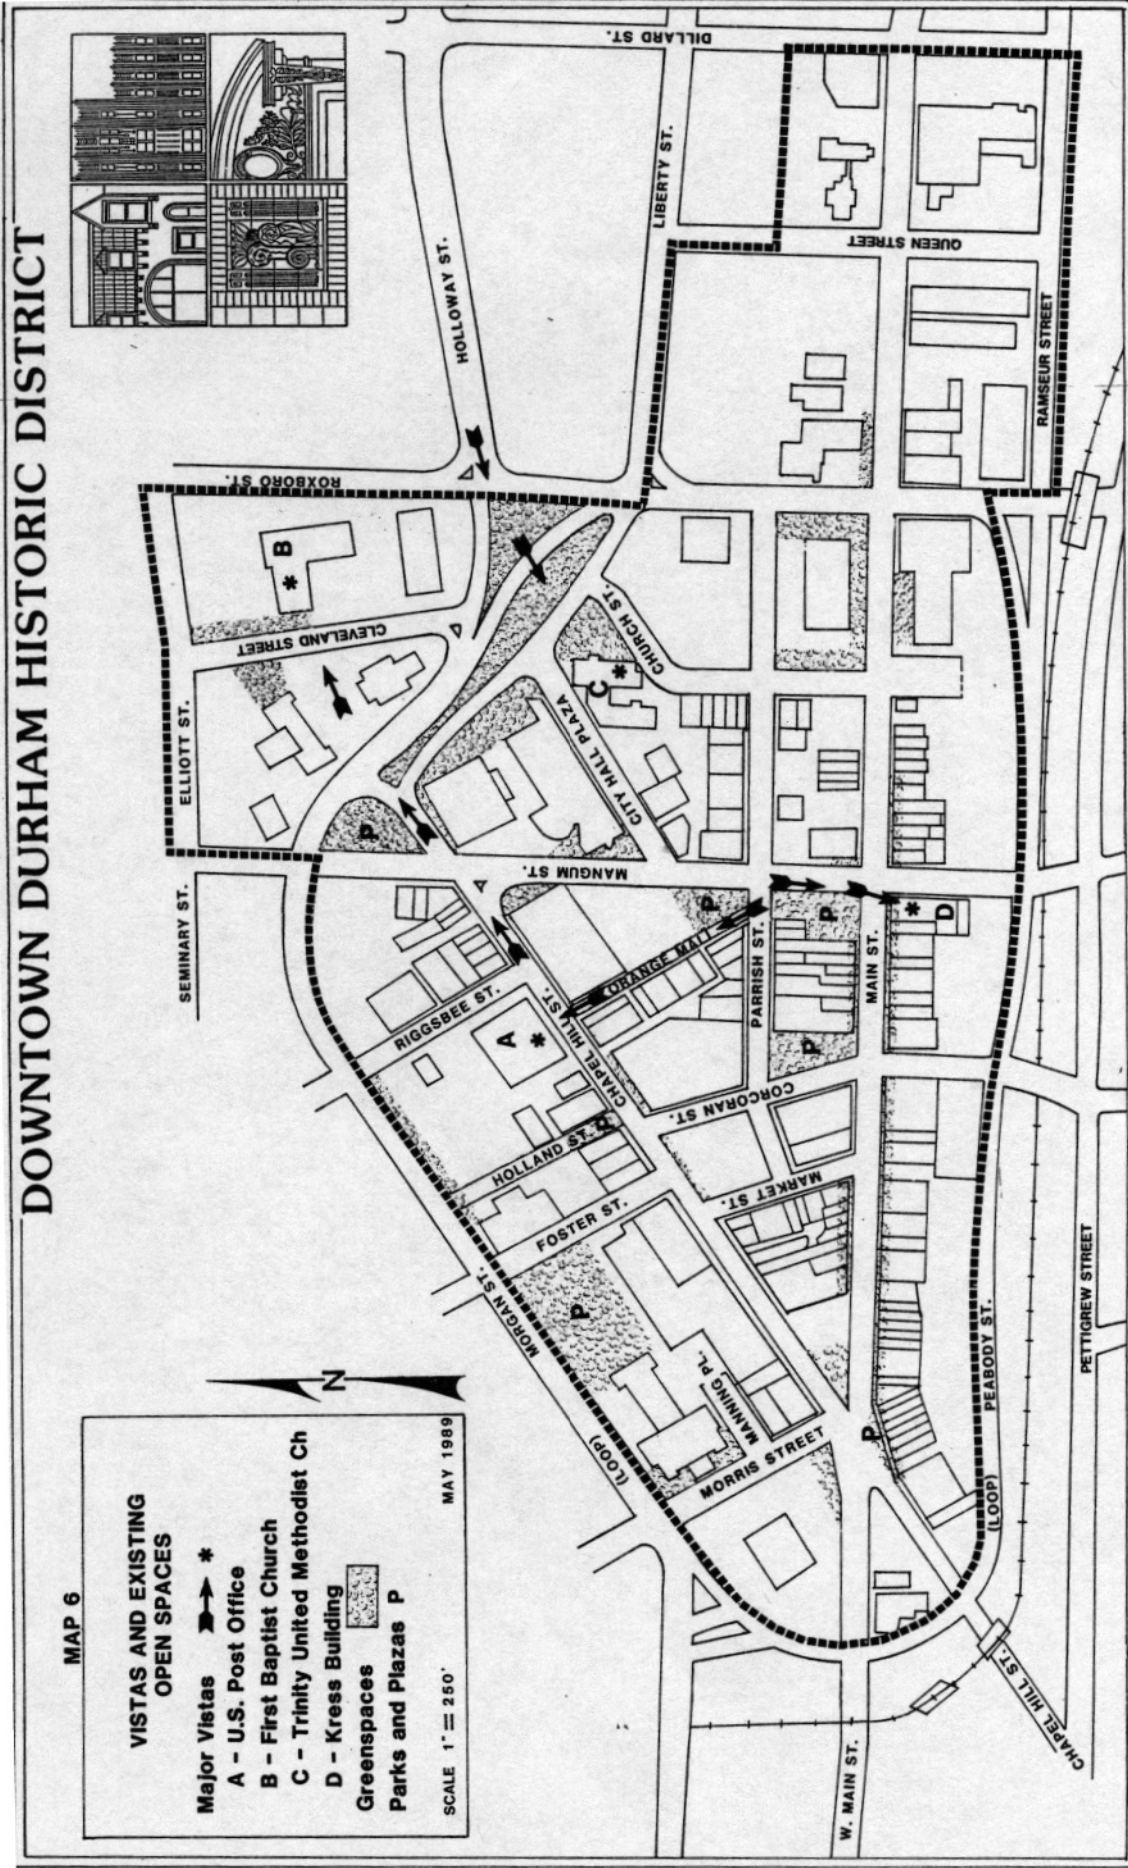 DOWNTOWN DURHAM HISTORIC DISTRICT
MAP 6
VISTAS AND EXISTING
OPEN SPACES
Major Vistas *
A - U.S. Post Office
B - First Baptist Church
C - Trinity United Methodist Ch
D - Kress Building
Greenspaces
Parks and Plazas P
SCALE 1" = 250'
MAY 1989
N
SEMINARY ST.
ELLIOTT ST.
ROXBORO ST.
CLEVELAND STREET
B
*
HOLLOWAY ST.
DILLARD ST.
LIBERTY ST.
P
MANGUM ST.
CITY HALL PLAZA
C
*
CHURCH ST.
RIGGSBEE ST.
A
*
CHAPEL HILL ST.
ORANGE MALL
P
PARRISH ST.
P
P
MAIN ST.
*
D
QUEEN STREET
RAMSEUR STREET
HOLLAND ST.
P
CORCORAN ST.
FOSTER ST.
MARKET ST.
MORGAN ST.
(LOOP)
P
MANNING PL.
MORRIS STREET
P
PEABODY ST.
(LOOP)
PETTIGREW STREET
W. MAIN ST.
CHAPEL HILL ST.